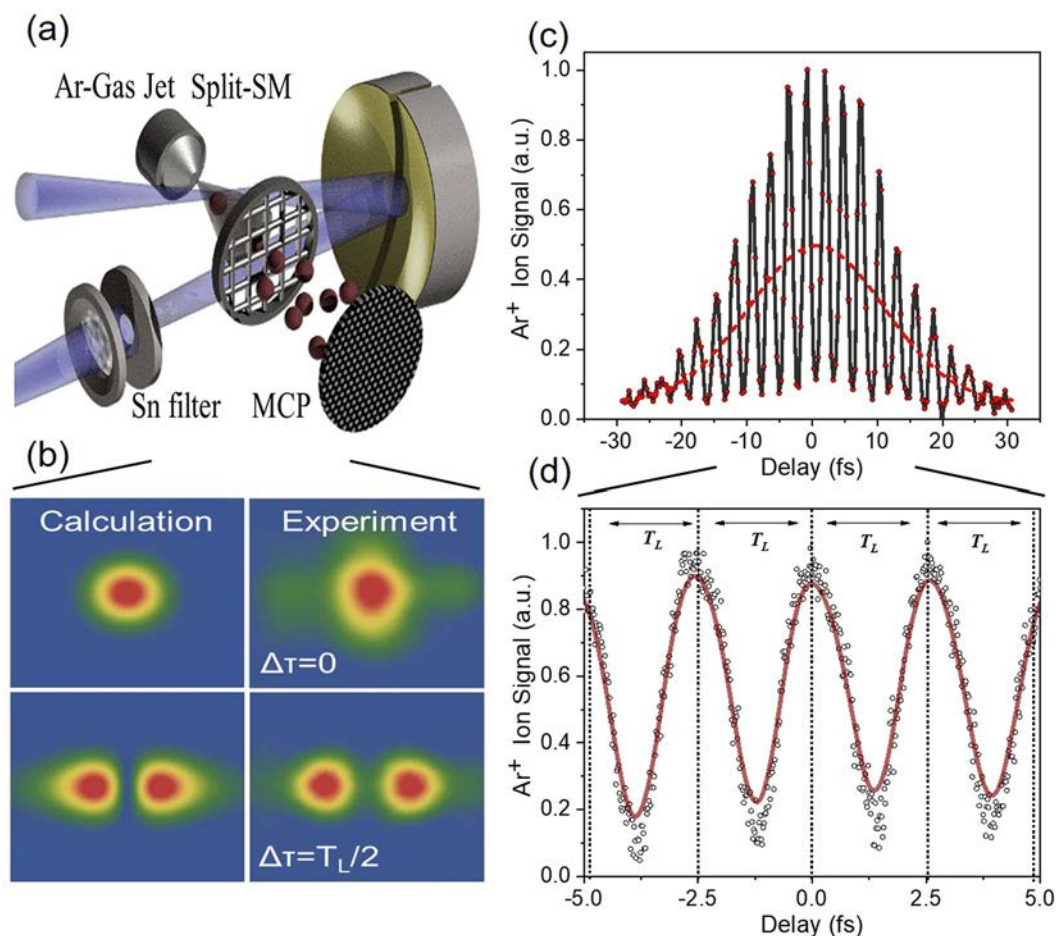 (a)
Ar-Gas Jet Split-SM
Sn filter MCP
(b)
Calculation Experiment
Δτ=0
Δτ=T_L/2
(c)
Ar⁺ Ion Signal (a.u.)
1.0
0.8
0.6
0.4
0.2
0.0
-30 -20 -10 0 10 20 30
Delay (fs)
(d)
Ar⁺ Ion Signal (a.u.)
1.0
0.8
0.6
0.4
0.2
0.0
T_L T_L T_L T_L
-5.0 -2.5 0.0 2.5 5.0
Delay (fs)